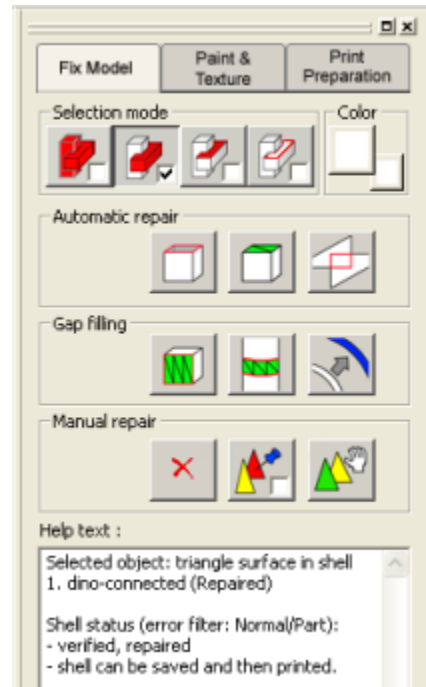 Fix Model
Paint &
Texture
Print
Preparation
Selection mode
Color
Automatic repair
Gap filling
Manual repair
Help text :
Selected object: triangle surface in shell
1. dino-connected (Repaired)
Shell status (error filter: Normal/Part):
- verified, repaired
- shell can be saved and then printed.